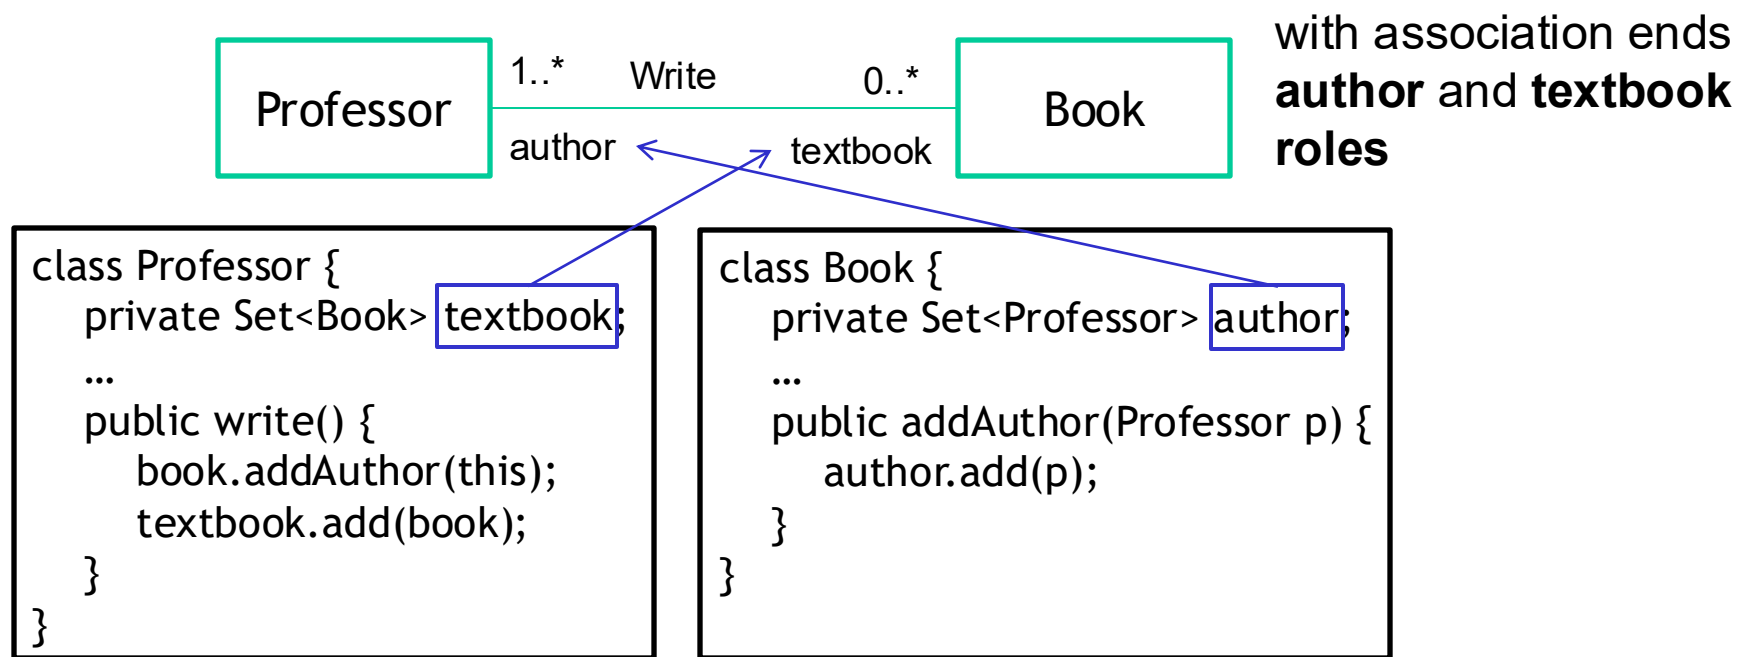 with association ends
author and textbook
roles
1..* Write 0..*
Professor Book
author textbook
class Professor {
private Set<Book> textbook;
…
public write() {
book.addAuthor(this);
textbook.add(book);
}
}
class Book {
private Set<Professor> author;
…
public addAuthor(Professor p) {
author.add(p);
}
}